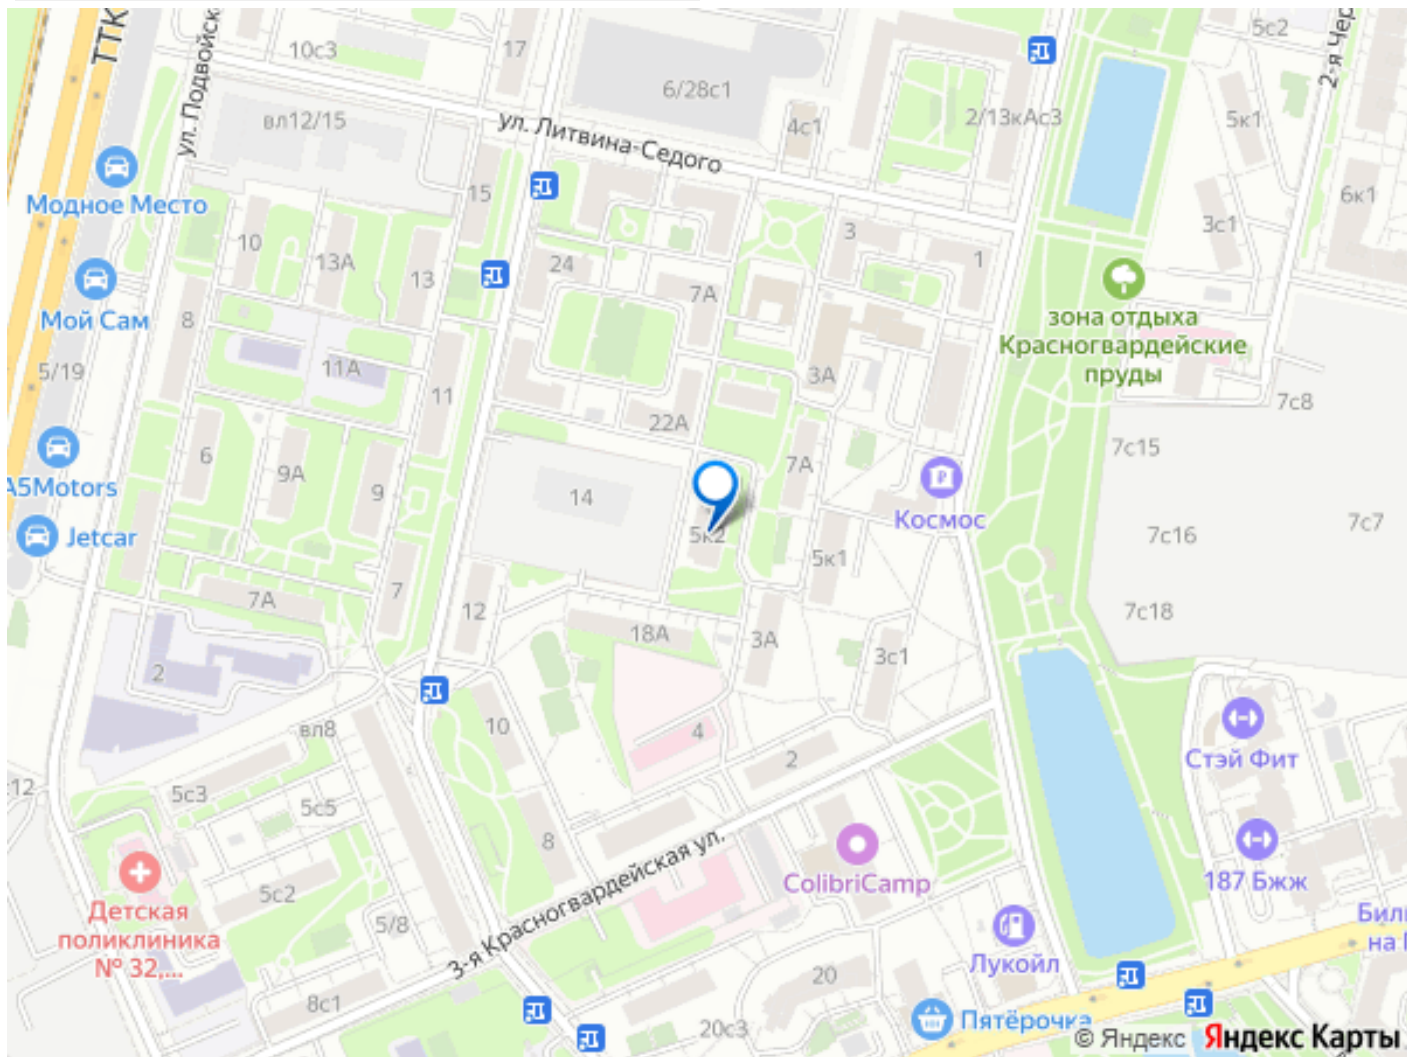 ТТК
ул. Подвойск
10с3
17
6/28с1
4с1
2/13кАс3
5с2
2-я Чер
5к1
вл12/15
ул. Литвина-Седого
Модное Место
15
6к1
3с1
10
13А
13
24
7А
3
1
Мой Сам
8
зона отдыха
Красногвардейские
пруды
5/19
11А
11
3А
22А
7с8
7с15
6
9А
9
7А
A5Motors
14
Космос
7с16
7с7
Jetcar
5к2
5к1
7А
7
12
18А
3А
3с1
7с18
2
10
4
2
вл8
Стэй Фит
с12
5с3
5с5
8
ColibriCamp
187 Бжж
5с2
5/8
3-я Красногвардейская ул.
Детская
поликлиника
№ 32,...
Лукойл
Бил
на
8с1
20
20с3
Пятёрочка
© Яндекс Яндекс Карты